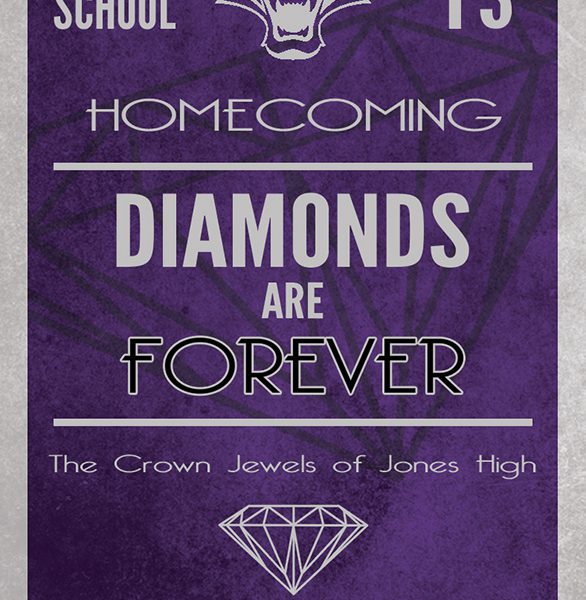 SCHOOL
HOMECOMING
DIAMONDS
ARE
FOREVER
The Crown Jewels of Jones High